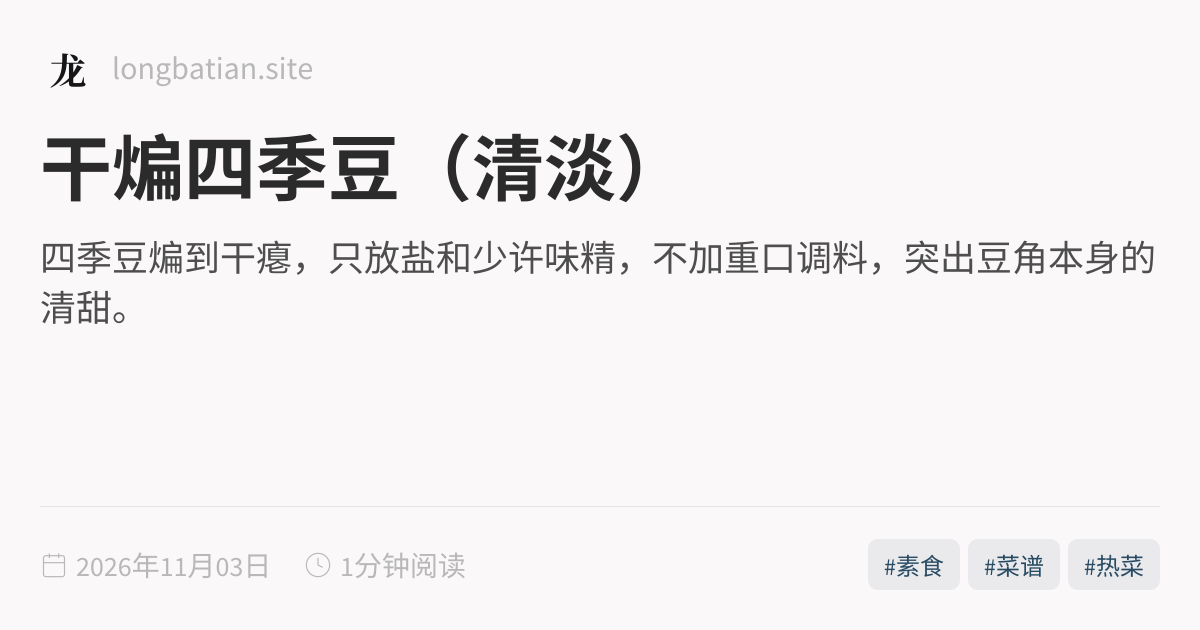 龙 longbatian.site
干煸四季豆（清淡）
四季豆煸到干瘪，只放盐和少许味精，不加重口调料，突出豆角本身的
清甜。
2026年11月03日 1分钟阅读 #素食 #菜谱 #热菜